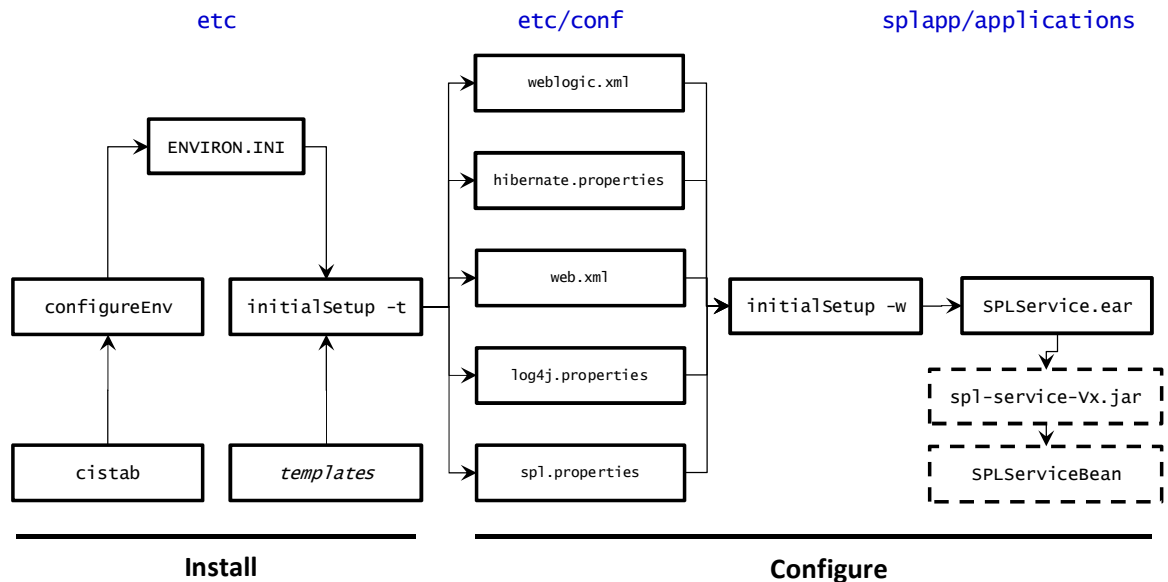 etc
etc/conf
splapp/applications
weblogic.xml
ENVIRON.INI
hibernate.properties
configureEnv
initialSetup -t
web.xml
initialSetup -w
SPLService.ear
log4j.properties
spl-service-Vx.jar
cistab
templates
spl.properties
SPLServiceBean
Install
Configure